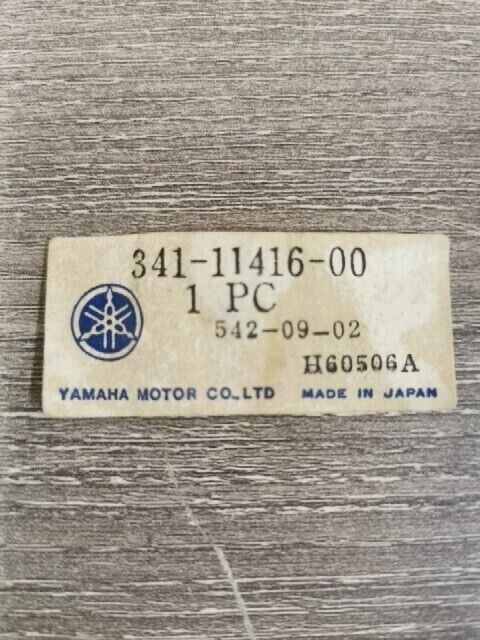 341-11416-00
1 PC
542-09-02
H60506A
YAMAHA MOTOR CO.,LTD MADE IN JAPAN